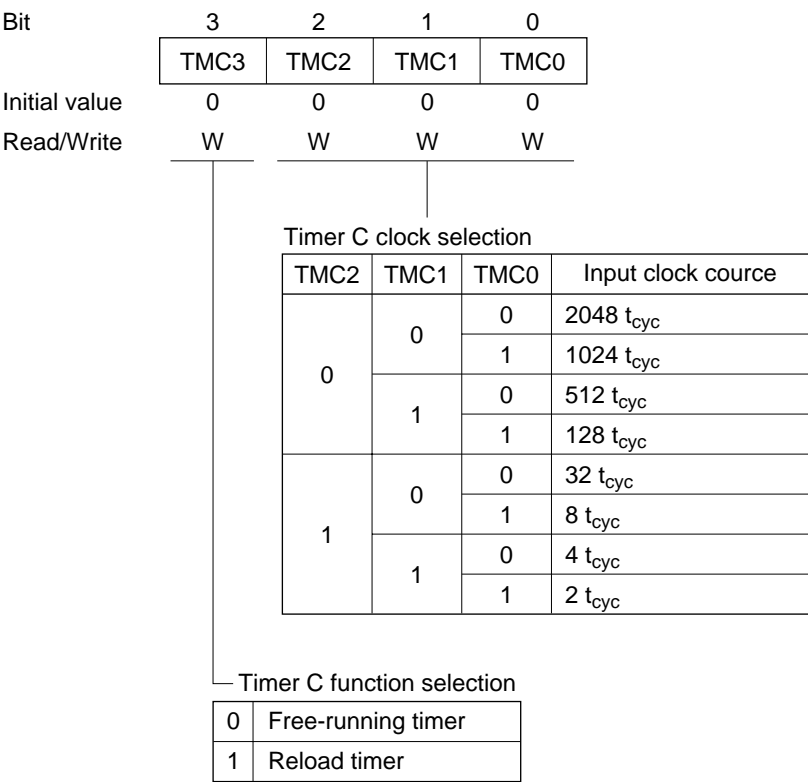 Bit 3 2 1 0
TMC3 TMC2 TMC1 TMC0
Initial value 0 0 0 0
Read/Write W W W W
Timer C clock selection
TMC2 TMC1 TMC0 Input clock cource
0 0 0 2048 tcyc
1 1024 tcyc
1 0 512 tcyc
1 128 tcyc
1 0 0 32 tcyc
1 8 tcyc
1 0 4 tcyc
1 2 tcyc
Timer C function selection
0 Free-running timer
1 Reload timer